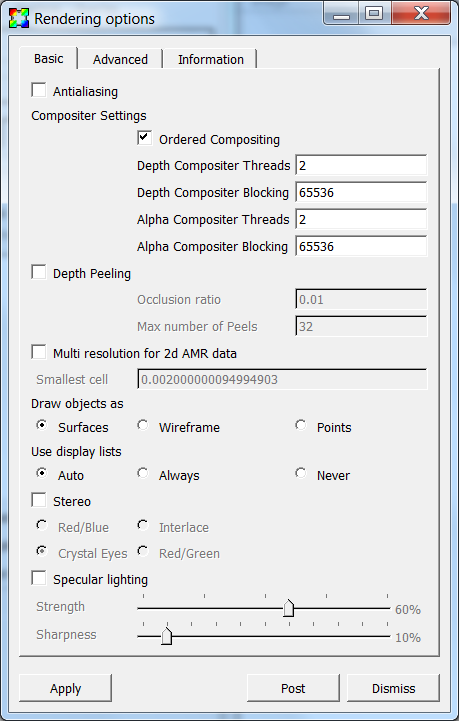 Rendering options
Basic Advanced Information
Antialiasing
Compositer Settings
Ordered Compositing
Depth Compositer Threads 2
Depth Compositer Blocking 65536
Alpha Compositer Threads 2
Alpha Compositer Blocking 65536
Depth Peeling
Occlusion ratio 0.01
Max number of Peels 32
Multi resolution for 2d AMR data
Smallest cell 0.002000000094994903
Draw objects as
Surfaces Wireframe Points
Use display lists
Auto Always Never
Stereo
Red/Blue Interlace
Crystal Eyes Red/Green
Specular lighting
Strength 60%
Sharpness 10%
Apply Post Dismiss